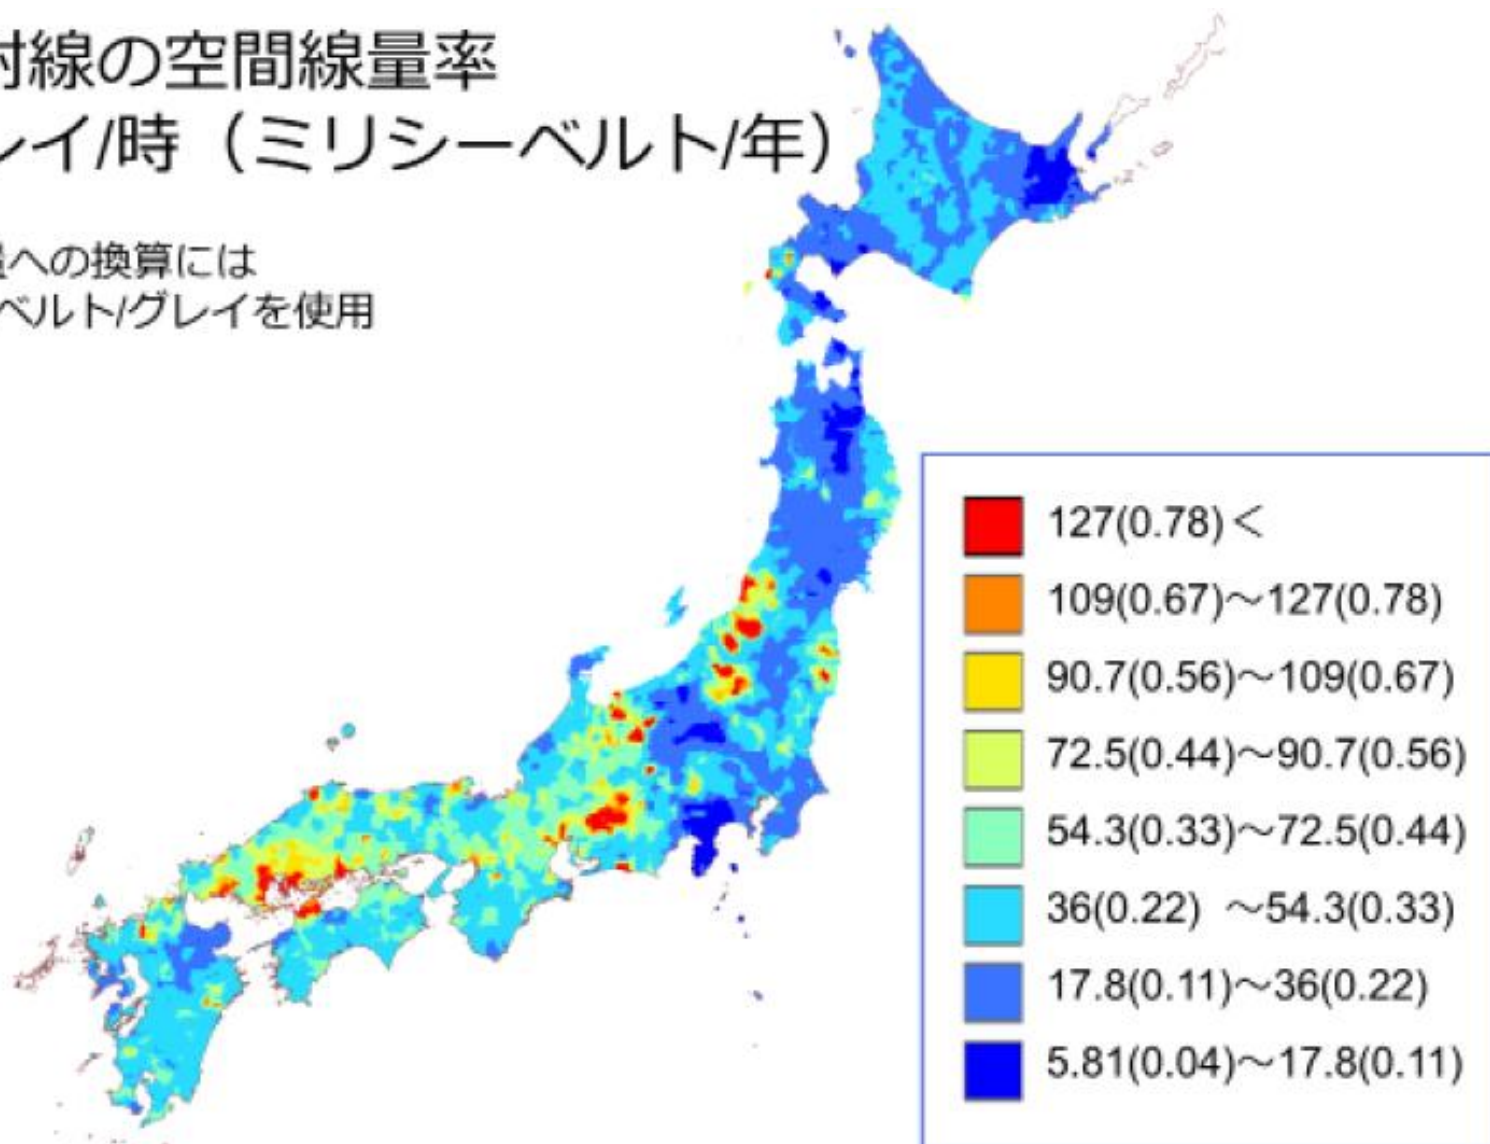 射線の空間線量率
レイ/時（ミリシーベルト/年）
量への換算には
ベルト/グレイを使用
127(0.78)＜
109(0.67)～127(0.78)
90.7(0.56)～109(0.67)
72.5(0.44)～90.7(0.56)
54.3(0.33)～72.5(0.44)
36(0.22) ～54.3(0.33)
17.8(0.11)～36(0.22)
5.81(0.04)～17.8(0.11)